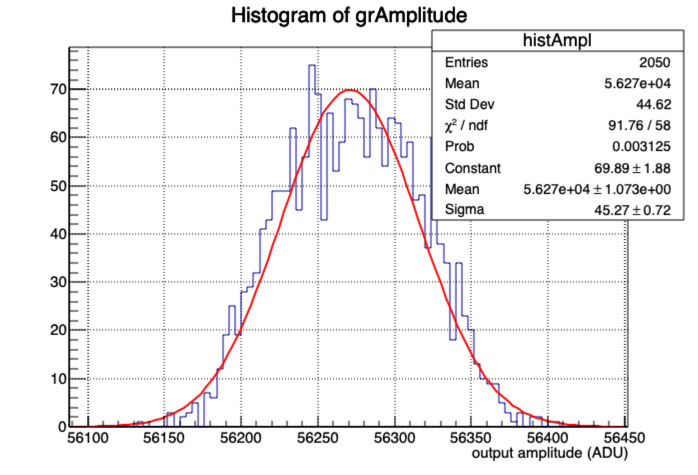 Histogram of grAmplitude
histAmpl
Entries 2050
Mean 5.627e+04
Std Dev 44.62
χ² / ndf 91.76 / 58
Prob 0.003125
Constant 69.89 ± 1.88
Mean 5.627e+04 ± 1.073e+00
Sigma 45.27 ± 0.72
70
60
50
40
30
20
10
0
56100 56150 56200 56250 56300 56350 56400 56450
output amplitude (ADU)